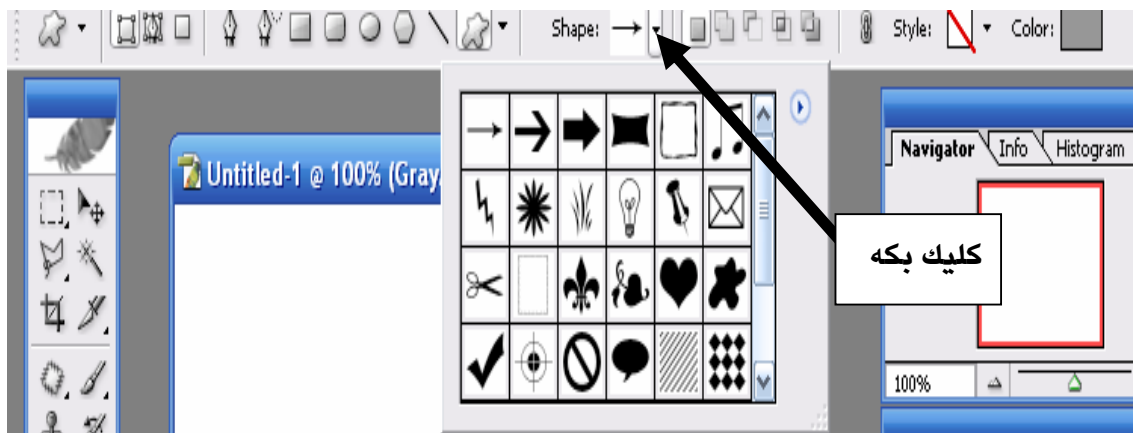 Shape:
Style:
Color:
Untitled-1 @ 100% (Gray
Navigator
Info
Histogram
كليك بكه
100%